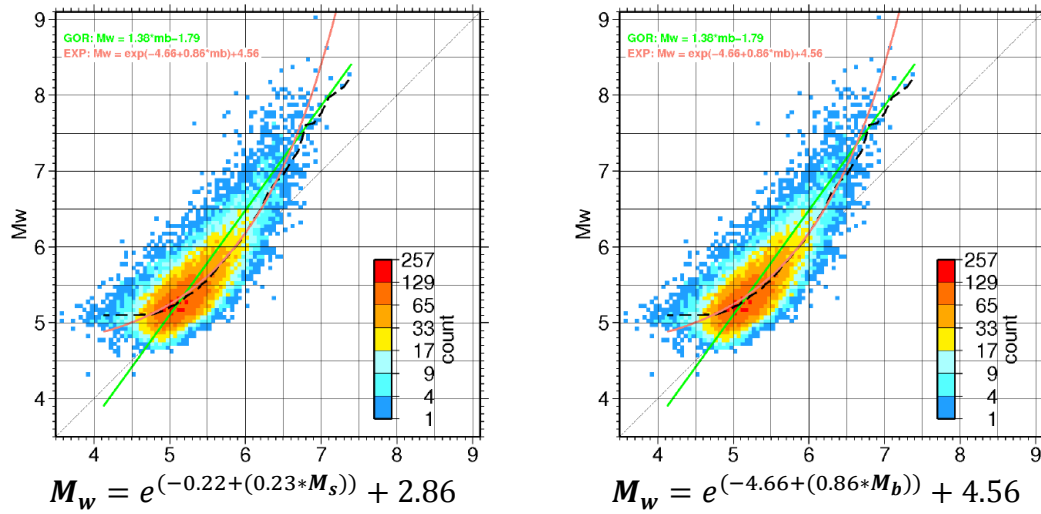 9
GOR: Mw = 1.38*mb−1.79
EXP: Mw = exp(−4.66+0.86*mb)+4.56
8
7
Mw
6
5
4
257
129
65
33
17
9
4
1
count
4 5 6 7 8 9
M_w = e^(−0.22+(0.23*M_s)) + 2.86
9
GOR: Mw = 1.38*mb−1.79
EXP: Mw = exp(−4.66+0.86*mb)+4.56
8
7
Mw
6
5
4
257
129
65
33
17
9
4
1
count
4 5 6 7 8 9
M_w = e^(−4.66+(0.86*M_b)) + 4.56